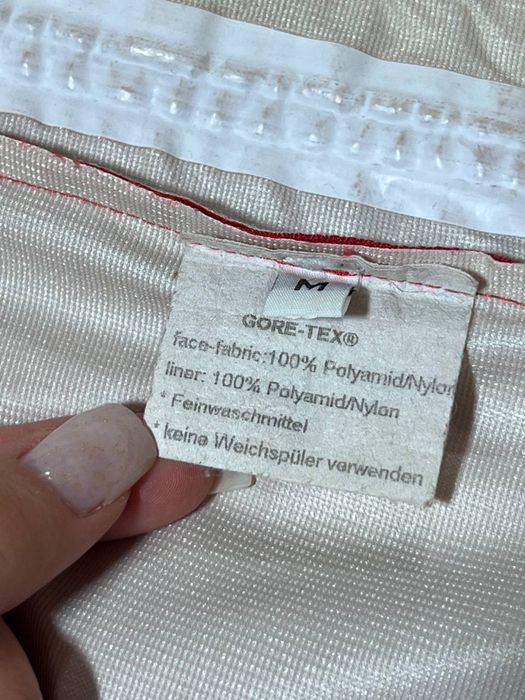 M
GORE-TEX®
face-fabric:100% Polyamid/Nylon
liner: 100% Polyamid/Nylon
* Feinwaschmittel
* keine Weichspüler verwenden